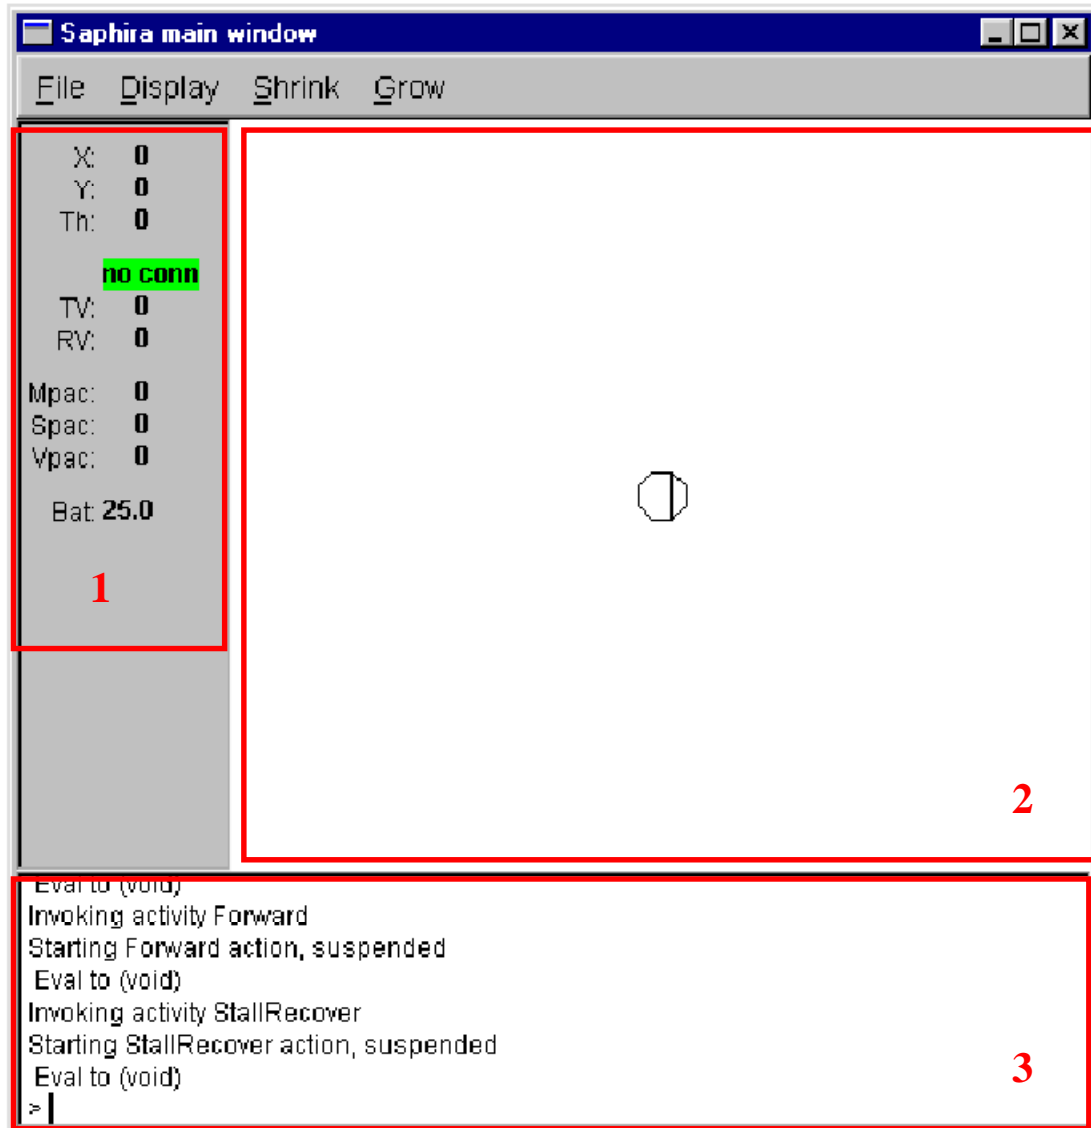 Saphira main window
File Display Shrink Grow
X: 0
Y: 0
Th: 0
no conn
TV: 0
RV: 0
Mpac: 0
Spac: 0
Vpac: 0
Bat: 25.0
1
2
Eval to (void)
Invoking activity Forward
Starting Forward action, suspended
Eval to (void)
Invoking activity StallRecover
Starting StallRecover action, suspended
Eval to (void)
>
3